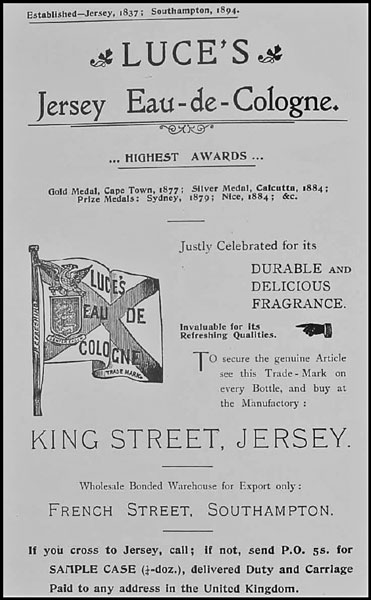 Established—Jersey, 1837; Southampton, 1894.
LUCE'S
Jersey Eau-de-Cologne.
... HIGHEST AWARDS ...
Gold Medal, Cape Town, 1877; Silver Medal, Calcutta, 1884;
Prize Medals: Sydney, 1879; Nice, 1884; &c.
Justly Celebrated for its
DURABLE AND
DELICIOUS
FRAGRANCE.
Invaluable for its
Refreshing Qualities.
LUCE'S
EAU DE
COLOGNE
REFRESHING
TRADE MARK
TO secure the genuine Article
see this Trade-Mark on
every Bottle, and buy at
the Manufactory:
KING STREET, JERSEY.
Wholesale Bonded Warehouse for Export only:
FRENCH STREET, SOUTHAMPTON.
If you cross to Jersey, call; if not, send P.O. 5s. for
SAMPLE CASE (¼-doz.), delivered Duty and Carriage
Paid to any address in the United Kingdom.